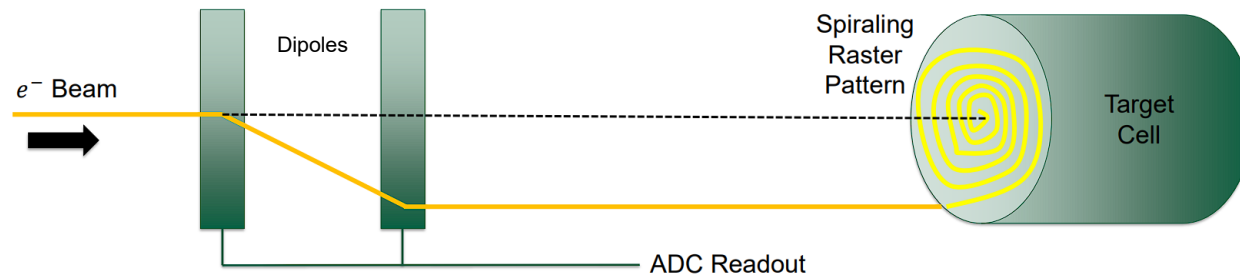 Dipoles
Spiraling
Raster
Pattern
e⁻ Beam
Target
Cell
ADC Readout